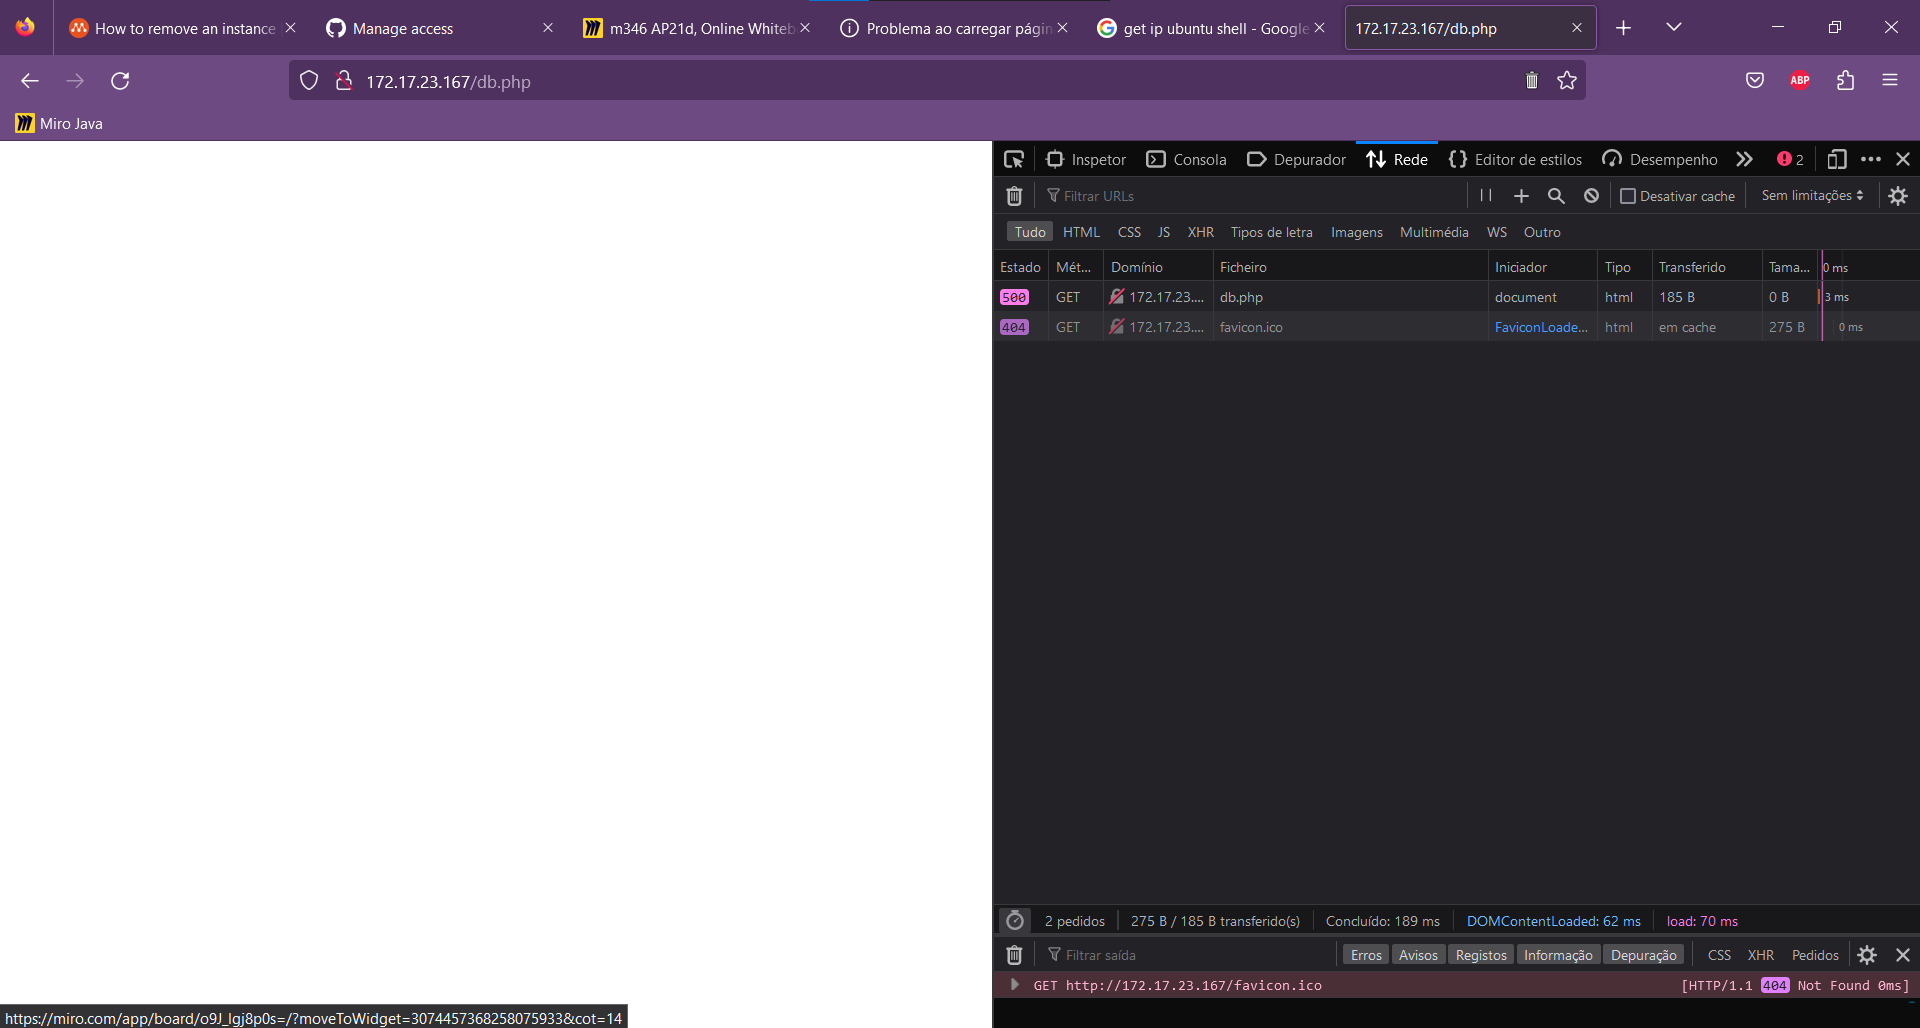 How to remove an instance
Manage access
m346 AP21d, Online Whiteb
Problema ao carregar págin
get ip ubuntu shell - Google
172.17.23.167/db.php
172.17.23.167/db.php
ABP
Miro Java
Inspetor
Consola
Depurador
Rede
Editor de estilos
Desempenho
2
Filtrar URLs
Desativar cache
Sem limitações
Tudo
HTML
CSS
JS
XHR
Tipos de letra
Imagens
Multimédia
WS
Outro
Estado Mét... Domínio Ficheiro Iniciador Tipo Transferido Tama... 0 ms
500 GET 172.17.23.... db.php document html 185 B 0 B 3 ms
404 GET 172.17.23.... favicon.ico FaviconLoade... html em cache 275 B 0 ms
2 pedidos
275 B / 185 B transferido(s)
Concluído: 189 ms
DOMContentLoaded: 62 ms
load: 70 ms
Filtrar saída
Erros
Avisos
Registos
Informação
Depuração
CSS
XHR
Pedidos
GET http://172.17.23.167/favicon.ico
[HTTP/1.1 404 Not Found 0ms]
https://miro.com/app/board/o9J_lgj8p0s=/?moveToWidget=3074457368258075933&cot=14